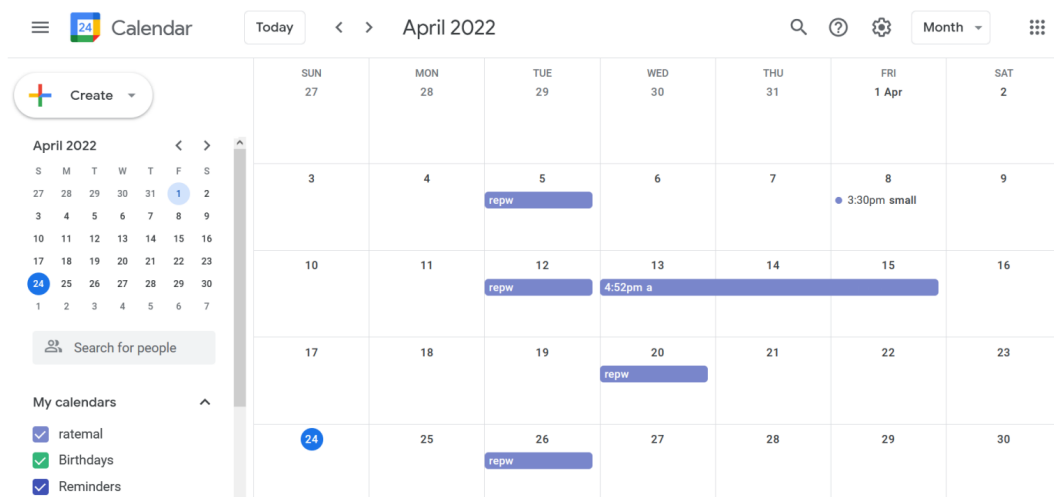 24 Calendar Today April 2022 Month
Create
April 2022
S M T W T F S
27 28 29 30 31 1 2
3 4 5 6 7 8 9
10 11 12 13 14 15 16
17 18 19 20 21 22 23
24 25 26 27 28 29 30
1 2 3 4 5 6 7
Search for people
My calendars
ratemal
Birthdays
Reminders
SUN MON TUE WED THU FRI SAT
27 28 29 30 31 1 Apr 2
3 4 5 6 7 8 9
repw 3:30pm small
10 11 12 13 14 15 16
repw 4:52pm a
17 18 19 20 21 22 23
repw
24 25 26 27 28 29 30
repw